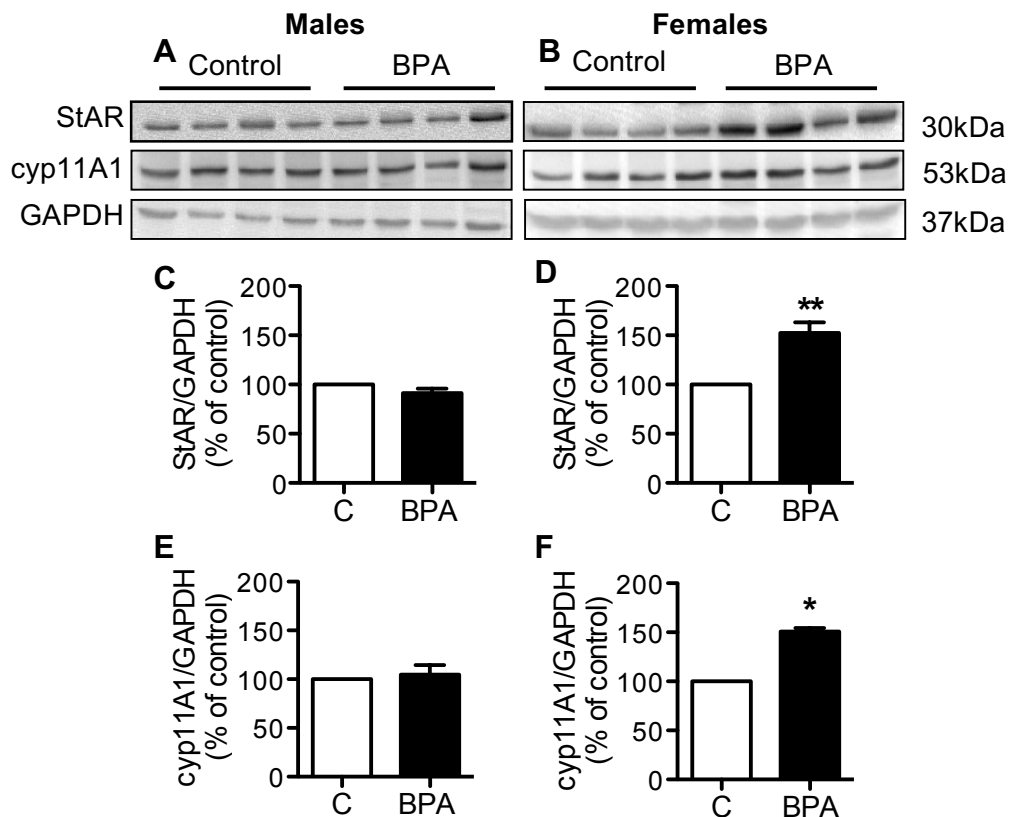 Males
Females
A
Control
BPA
B
Control
BPA
StAR
30kDa
cyp11A1
53kDa
GAPDH
37kDa
C
StAR/GAPDH
(% of control)
200
150
100
50
0
C
BPA
D
StAR/GAPDH
(% of control)
200
150
100
50
0
**
C
BPA
E
cyp11A1/GAPDH
(% of control)
200
150
100
50
0
C
BPA
F
cyp11A1/GAPDH
(% of control)
200
150
100
50
0
*
C
BPA